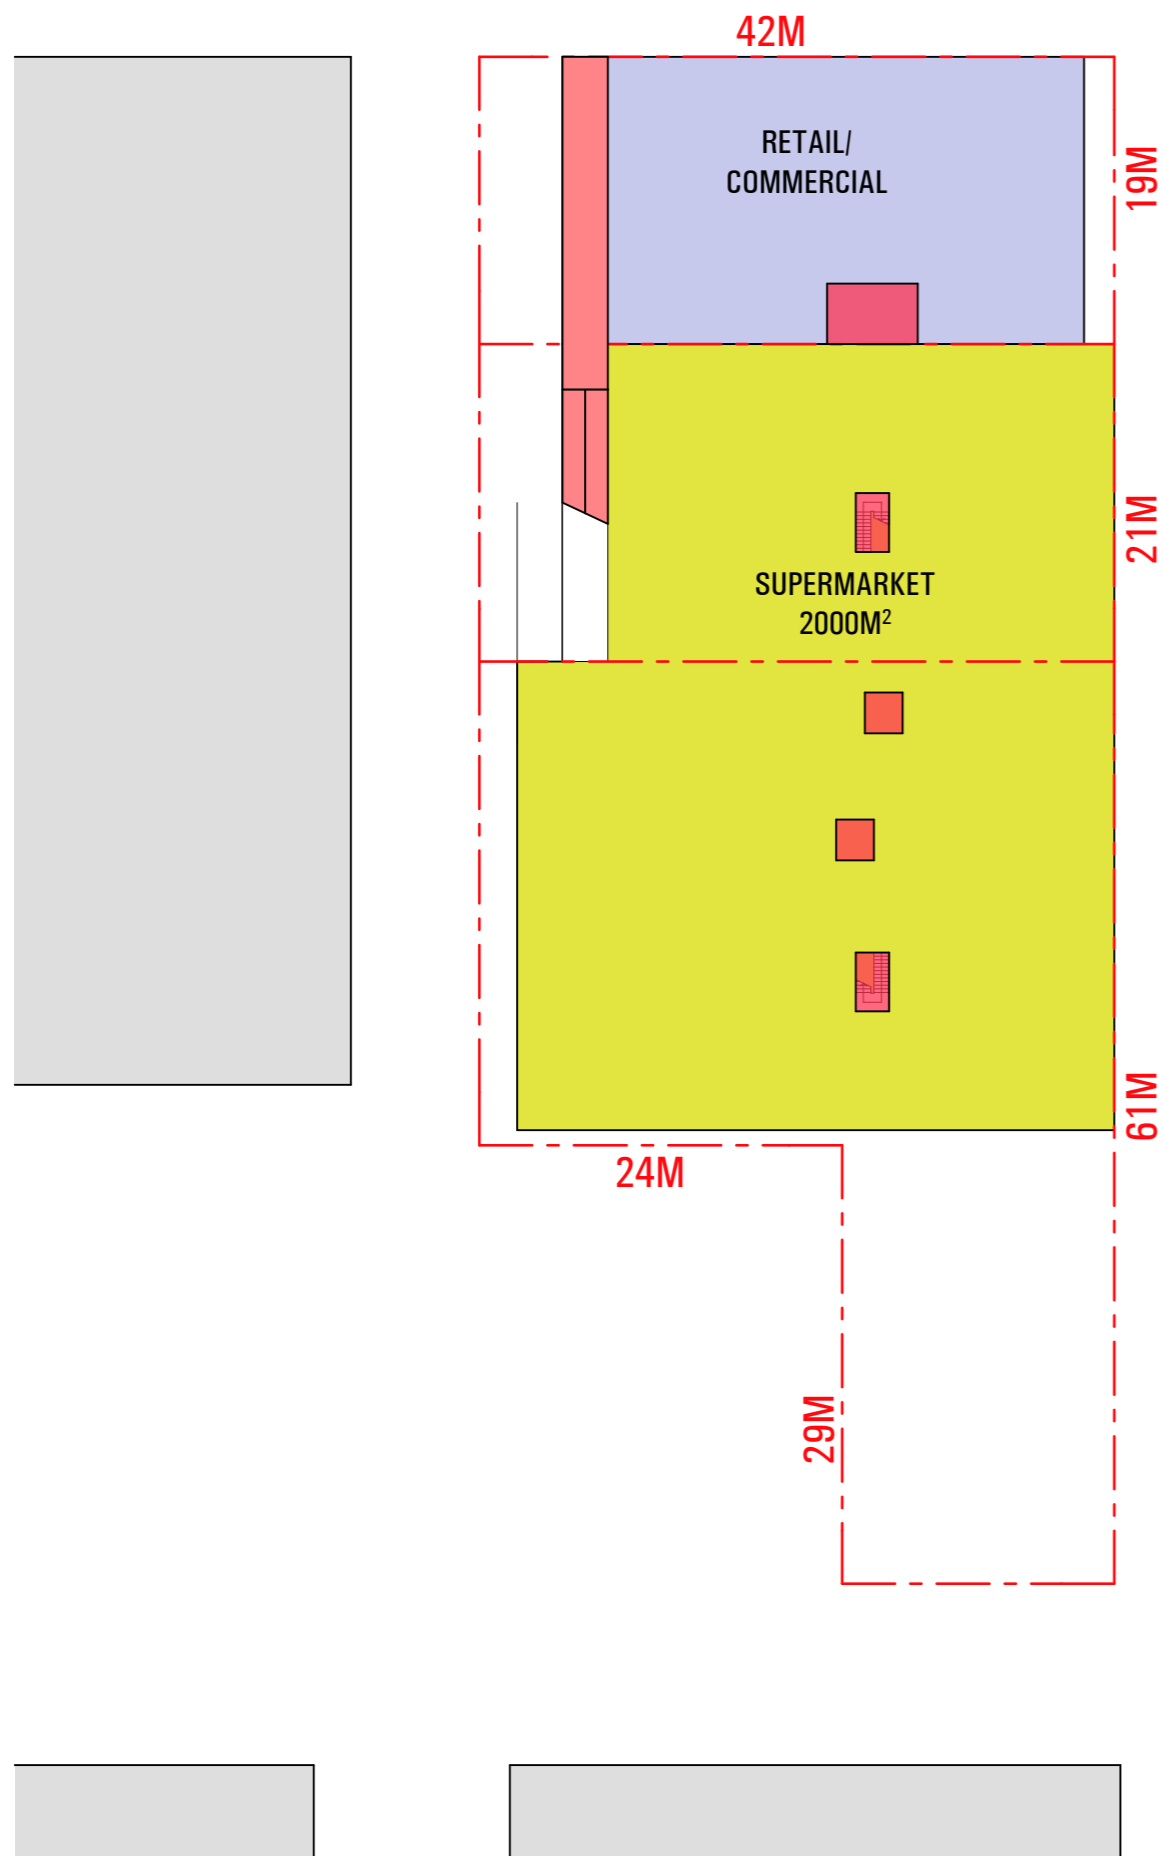 42M
RETAIL/
COMMERCIAL
19M
21M
SUPERMARKET
2000M²
61M
24M
29M